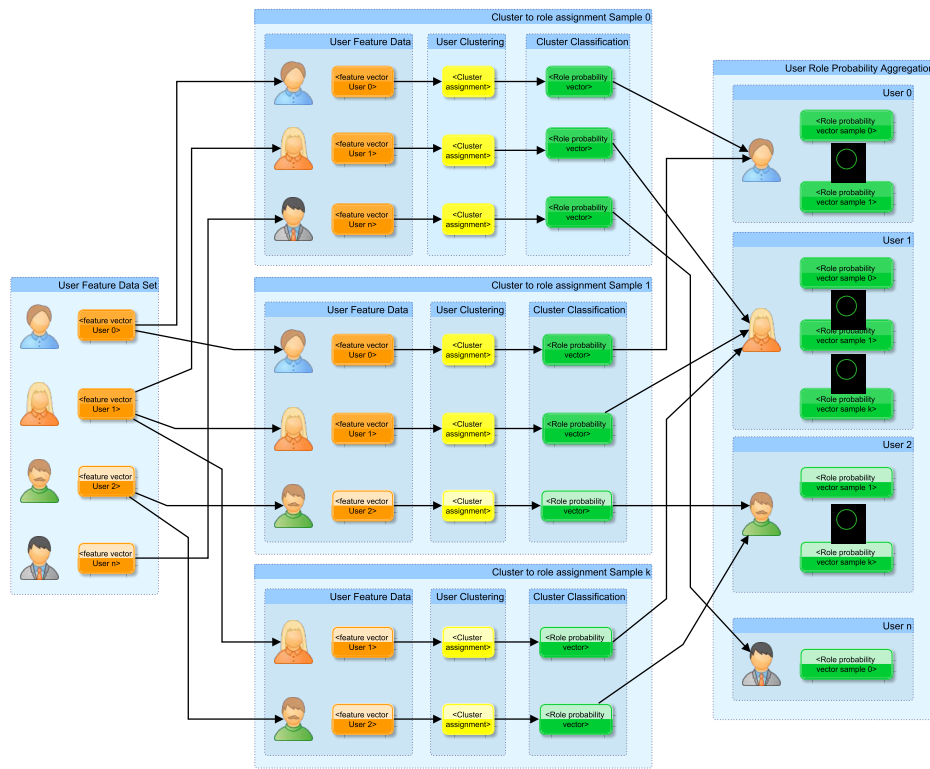 Cluster to role assignment Sample 0
User Feature Data
User Clustering
Cluster Classification
<feature vector
User 0>
<Cluster
assignment>
<Role probability
vector>
<feature vector
User 1>
<Cluster
assignment>
<Role probability
vector>
<feature vector
User n>
<Cluster
assignment>
<Role probability
vector>
User Feature Data Set
<feature vector
User 0>
<feature vector
User 1>
<feature vector
User 2>
<feature vector
User n>
Cluster to role assignment Sample 1
User Feature Data
User Clustering
Cluster Classification
<feature vector
User 0>
<Cluster
assignment>
<Role probability
vector>
<feature vector
User 1>
<Cluster
assignment>
<Role probability
vector>
<feature vector
User 2>
<Cluster
assignment>
<Role probability
vector>
Cluster to role assignment Sample k
User Feature Data
User Clustering
Cluster Classification
<feature vector
User 1>
<Cluster
assignment>
<Role probability
vector>
<feature vector
User 2>
<Cluster
assignment>
<Role probability
vector>
User Role Probability Aggregation
User 0
<Role probability
vector sample 0>
<Role probability
vector sample 1>
User 1
<Role probability
vector sample 0>
<Role probability
vector sample 1>
<Role probability
vector sample k>
User 2
<Role probability
vector sample 1>
<Role probability
vector sample k>
User n
<Role probability
vector sample 0>